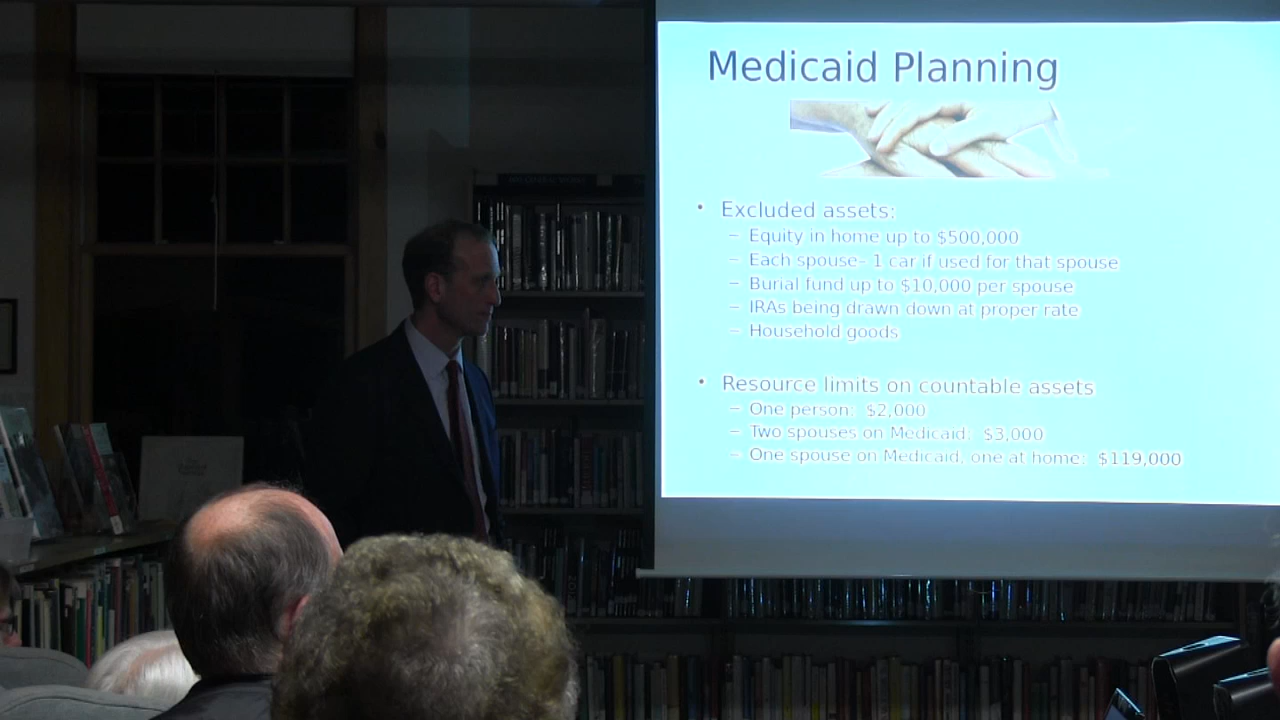 Medicaid Planning
• Excluded assets:
– Equity in home up to $500,000
– Each spouse– 1 car if used for that spouse
– Burial fund up to $10,000 per spouse
– IRAs being drawn down at proper rate
– Household goods
• Resource limits on countable assets
– One person: $2,000
– Two spouses on Medicaid: $3,000
– One spouse on Medicaid, one at home: $119,000